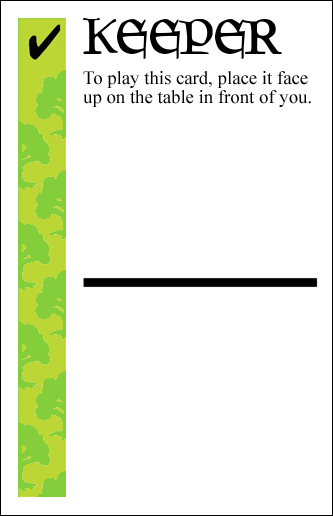 KEEPER
To play this card, place it face
up on the table in front of you.